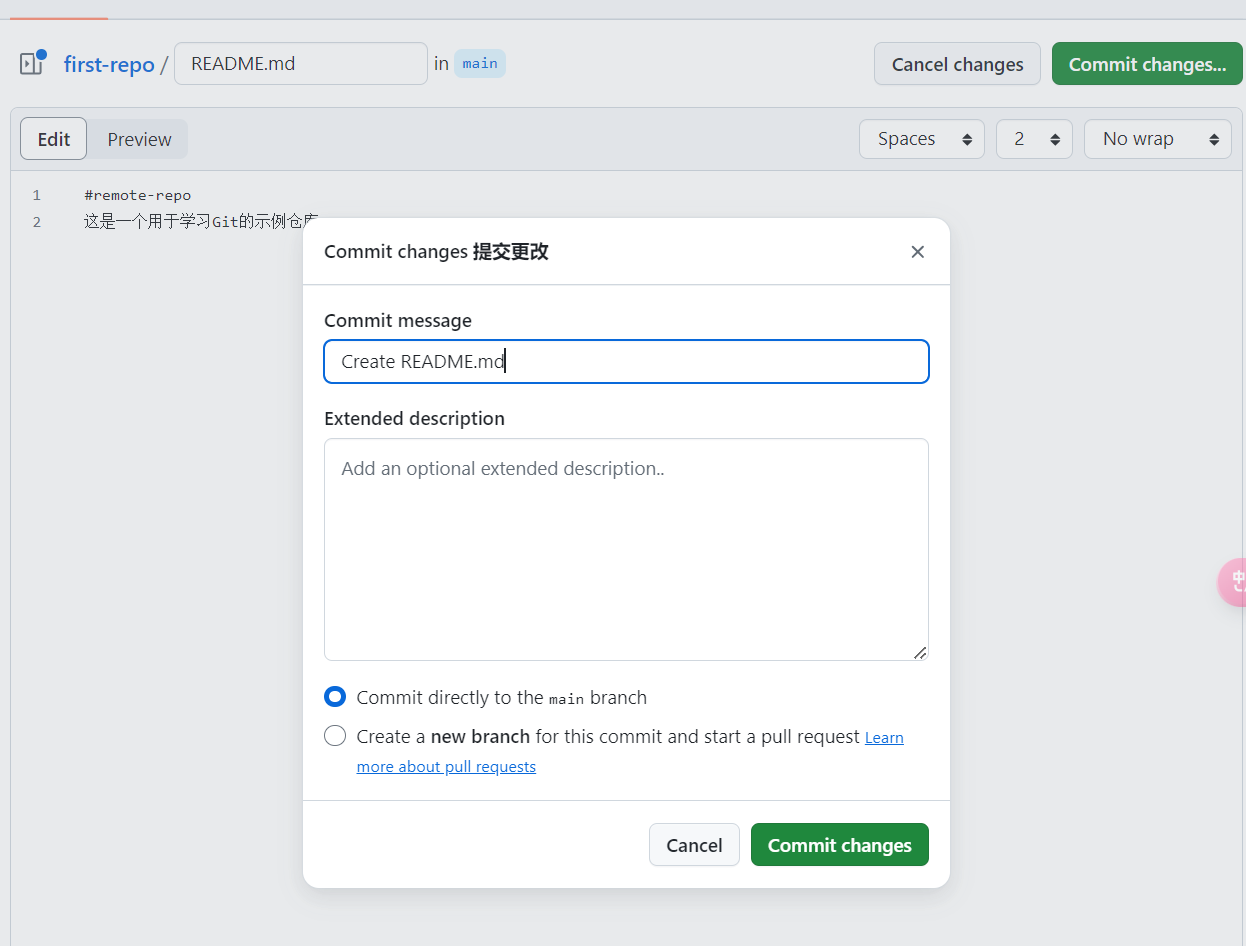 first-repo / README.md in main Cancel changes Commit changes...
Edit Preview Spaces 2 No wrap
1 #remote-repo
2 这是一个用于学习Git的示例仓库
Commit changes 提交更改
Commit message
Create README.md
Extended description
Add an optional extended description..
Commit directly to the main branch
Create a new branch for this commit and start a pull request Learn
more about pull requests
Cancel Commit changes
中